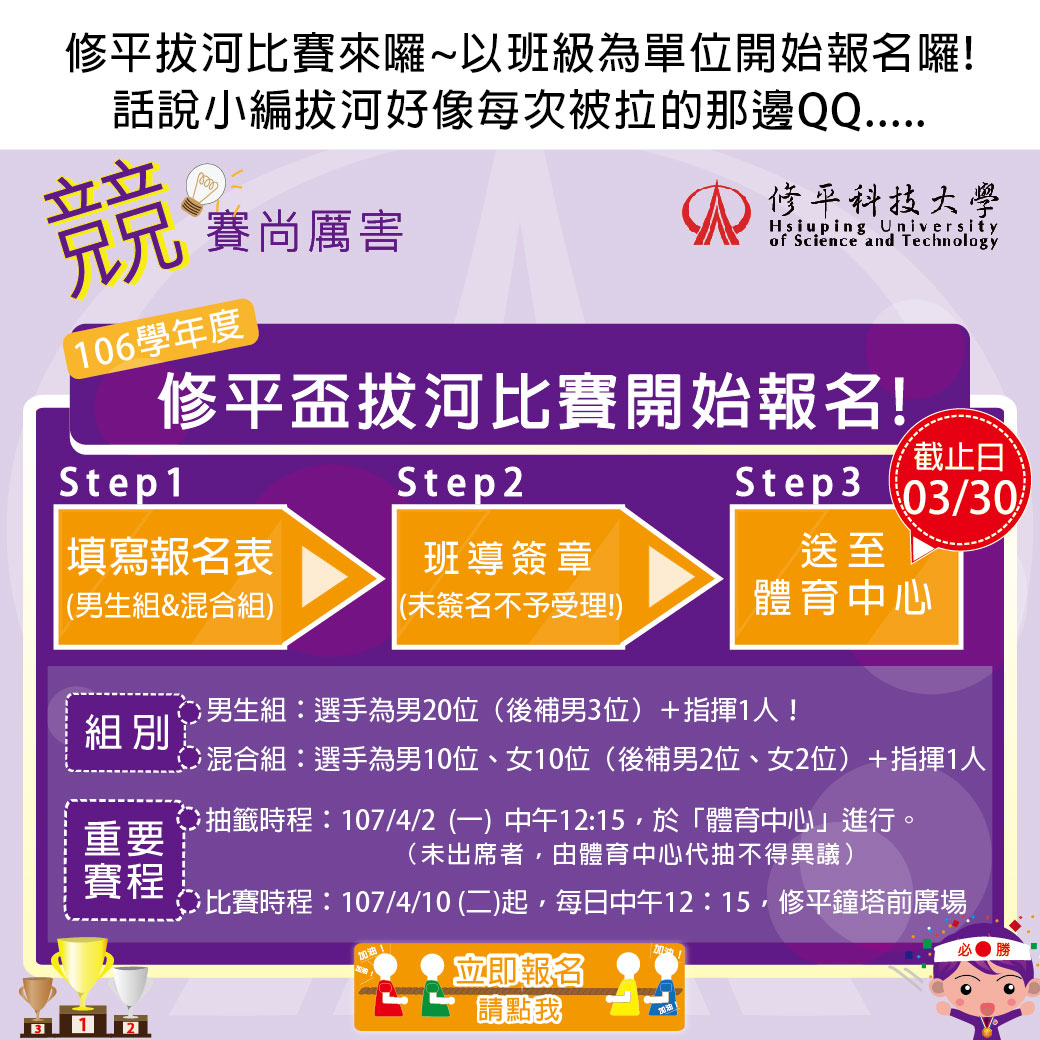 修平拔河比賽來囉~以班級為單位開始報名囉!
話說小編拔河好像每次被拉的那邊QQ.....
競賽尚厲害
修平科技大學
Hsiuping University
of Science and Technology
106學年度
修平盃拔河比賽開始報名!
截止日
03/30
Step1
填寫報名表
(男生組&混合組)
Step2
班導簽章
(未簽名不予受理!)
Step3
送至
體育中心
組別
男生組：選手為男20位（後補男3位）＋指揮1人！
混合組：選手為男10位、女10位（後補男2位、女2位）＋指揮1人
重要
賽程
抽籤時程：107/4/2 (一) 中午12:15，於「體育中心」進行。
（未出席者，由體育中心代抽不得異議）
比賽時程：107/4/10 (二)起，每日中午12：15，修平鐘塔前廣場
3
1
2
加油！
加油！
立即報名
請點我
加油！
加油！
必●勝